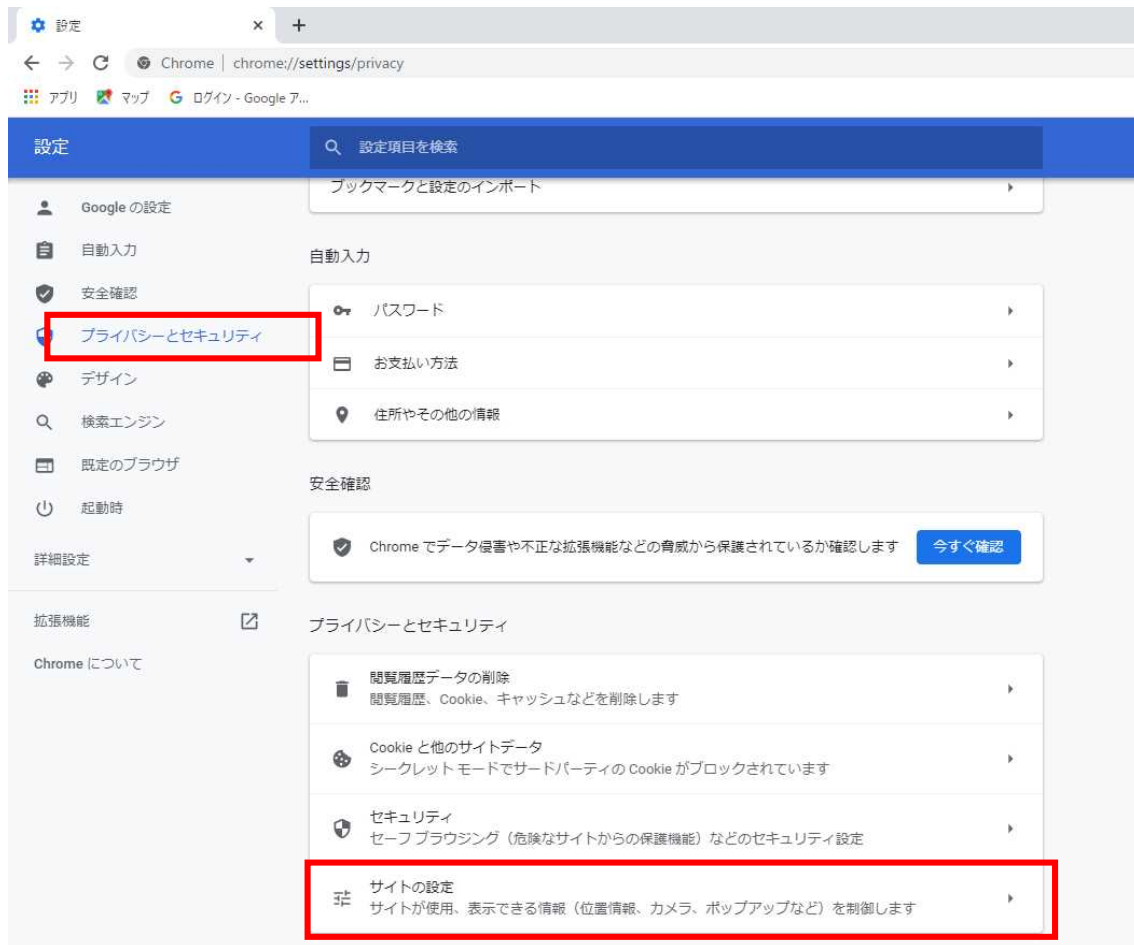 設定
Chrome | chrome://settings/privacy
アプリ マップ ログイン - Google ア...
設定
設定項目を検索
Google の設定
自動入力
安全確認
プライバシーとセキュリティ
デザイン
検索エンジン
既定のブラウザ
起動時
詳細設定
拡張機能
Chrome について
ブックマークと設定のインポート
自動入力
パスワード
お支払い方法
住所やその他の情報
安全確認
Chrome でデータ侵害や不正な拡張機能などの脅威から保護されているか確認します
今すぐ確認
プライバシーとセキュリティ
閲覧履歴データの削除
閲覧履歴、Cookie、キャッシュなどを削除します
Cookie と他のサイトデータ
シークレット モードでサードパーティの Cookie がブロックされています
セキュリティ
セーフ ブラウジング（危険なサイトからの保護機能）などのセキュリティ設定
サイトの設定
サイトが使用、表示できる情報（位置情報、カメラ、ポップアップなど）を制御します